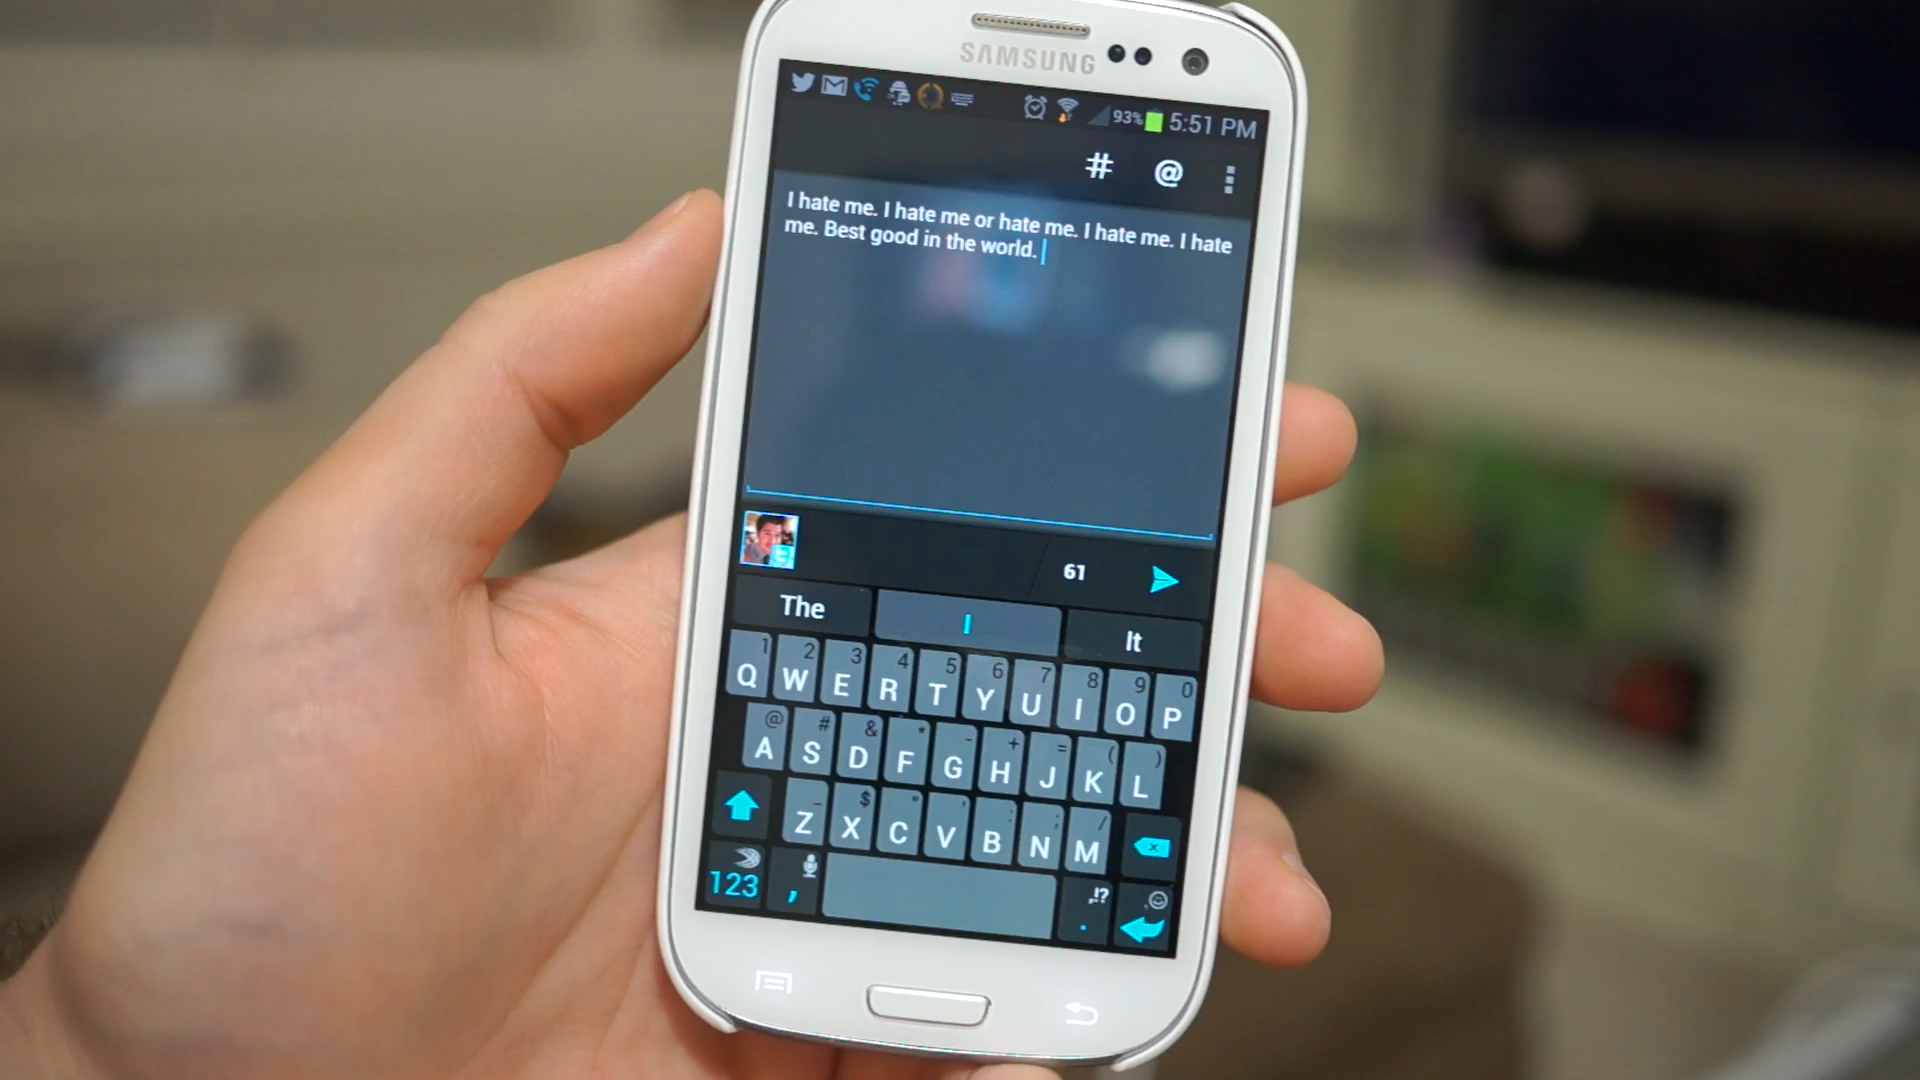 SAMSUNG
93% 5:51 PM
# @
I hate me. I hate me or hate me. I hate me. I hate
me. Best good in the world.
61
The I It
1 2 3 4 5 6 7 8 9 0
Q W E R T Y U I O P
@ # & * - + = ( )
A S D F G H J K L
_ $ " ' : ; /
Z X C V B N M
123 , . ,!?